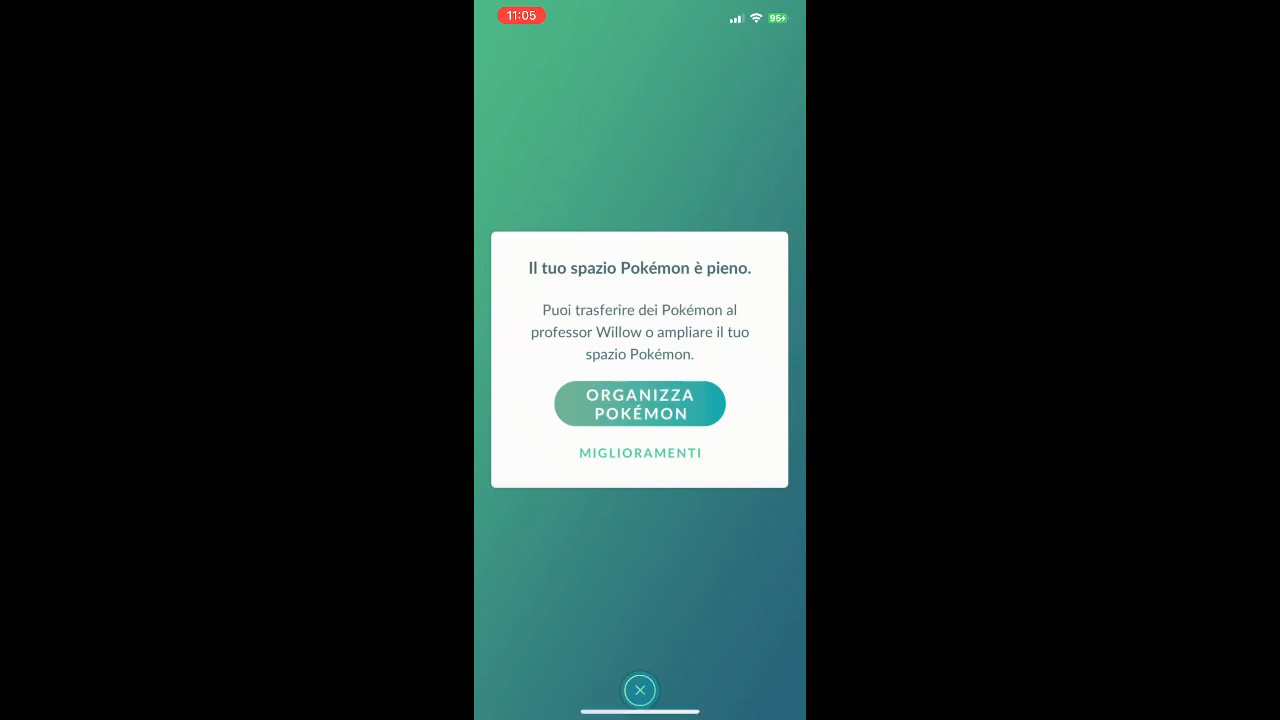 11:05
95+
Il tuo spazio Pokémon è pieno.
Puoi trasferire dei Pokémon al
professor Willow o ampliare il tuo
spazio Pokémon.
ORGANIZZA
POKÉMON
MIGLIORAMENTI